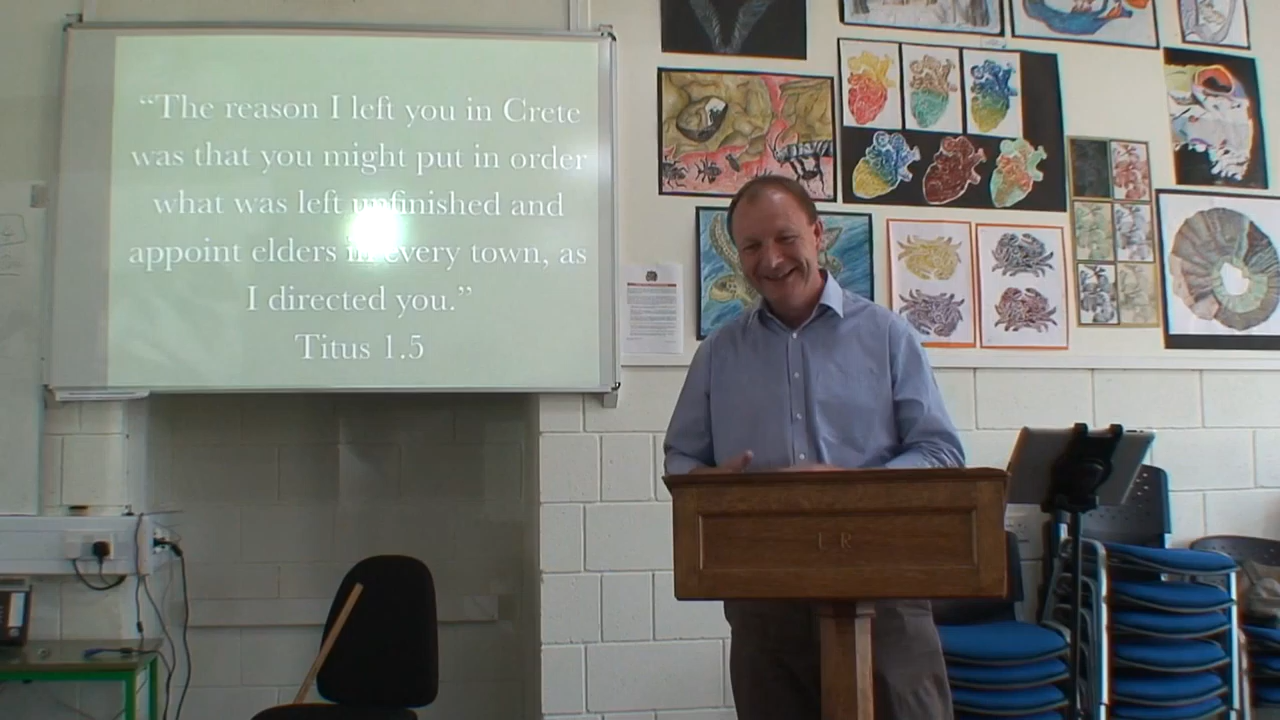 “The reason I left you in Crete
was that you might put in order
what was left unfinished and
appoint elders in every town, as
I directed you.”
Titus 1.5